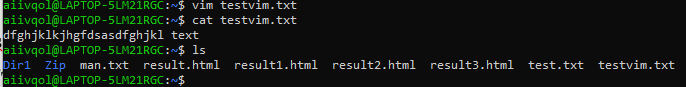 aiivqol@LAPTOP-5LM21RGC:~$ vim testvim.txt
aiivqol@LAPTOP-5LM21RGC:~$ cat testvim.txt
dfghjklkjhgfdsasdfghjkl text
aiivqol@LAPTOP-5LM21RGC:~$ ls
Dir1  Zip  man.txt  result.html  result1.html  result2.html  result3.html  test.txt  testvim.txt
aiivqol@LAPTOP-5LM21RGC:~$